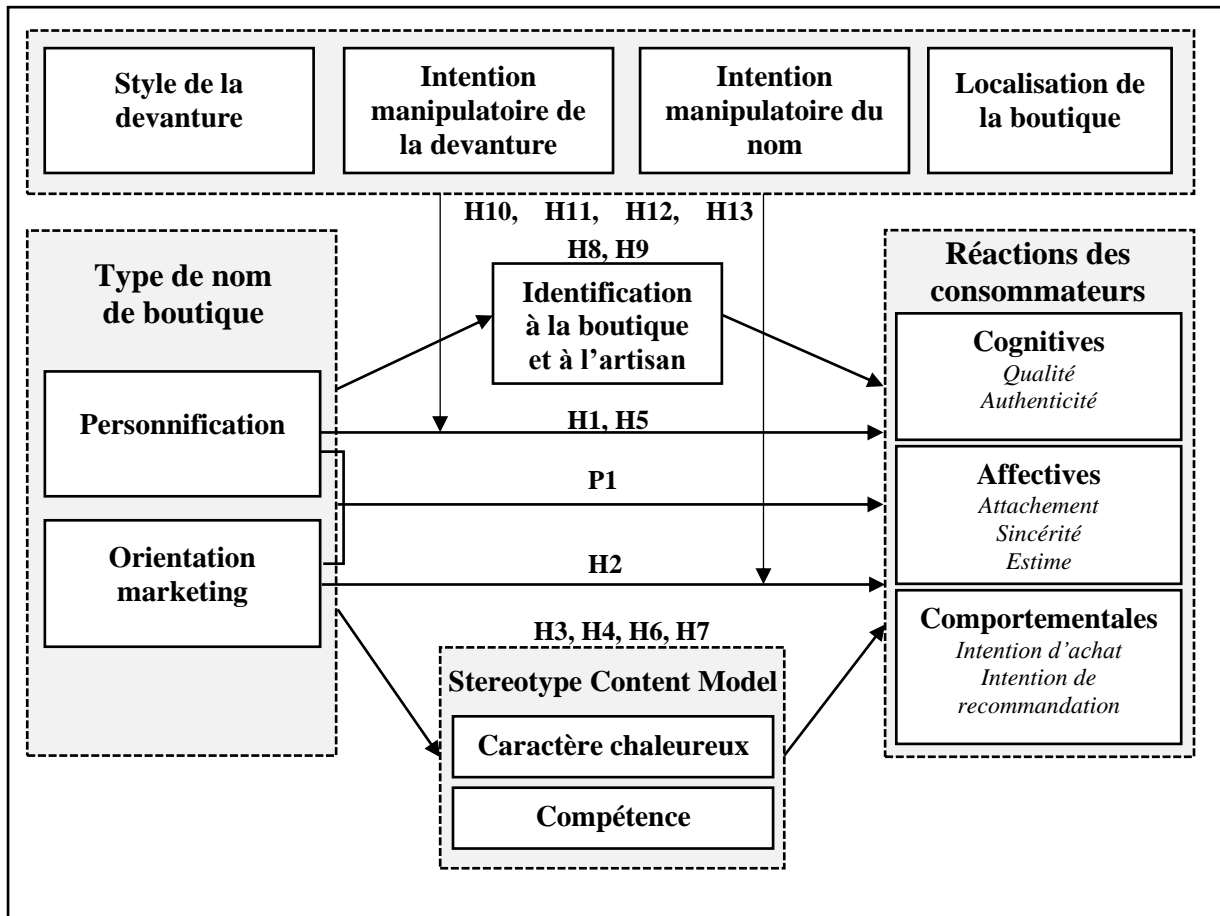 Style de la
devanture
Intention
manipulatoire de
la devanture
Intention
manipulatoire du
nom
Localisation de
la boutique
H10, H11, H12, H13
H8, H9
Type de nom
de boutique
Personnification
Orientation
marketing
Identification
à la boutique
et à l'artisan
H1, H5
P1
H2
H3, H4, H6, H7
Stereotype Content Model
Caractère chaleureux
Compétence
Réactions des
consommateurs
Cognitives
Qualité
Authenticité
Affectives
Attachement
Sincérité
Estime
Comportementales
Intention d'achat
Intention de
recommandation